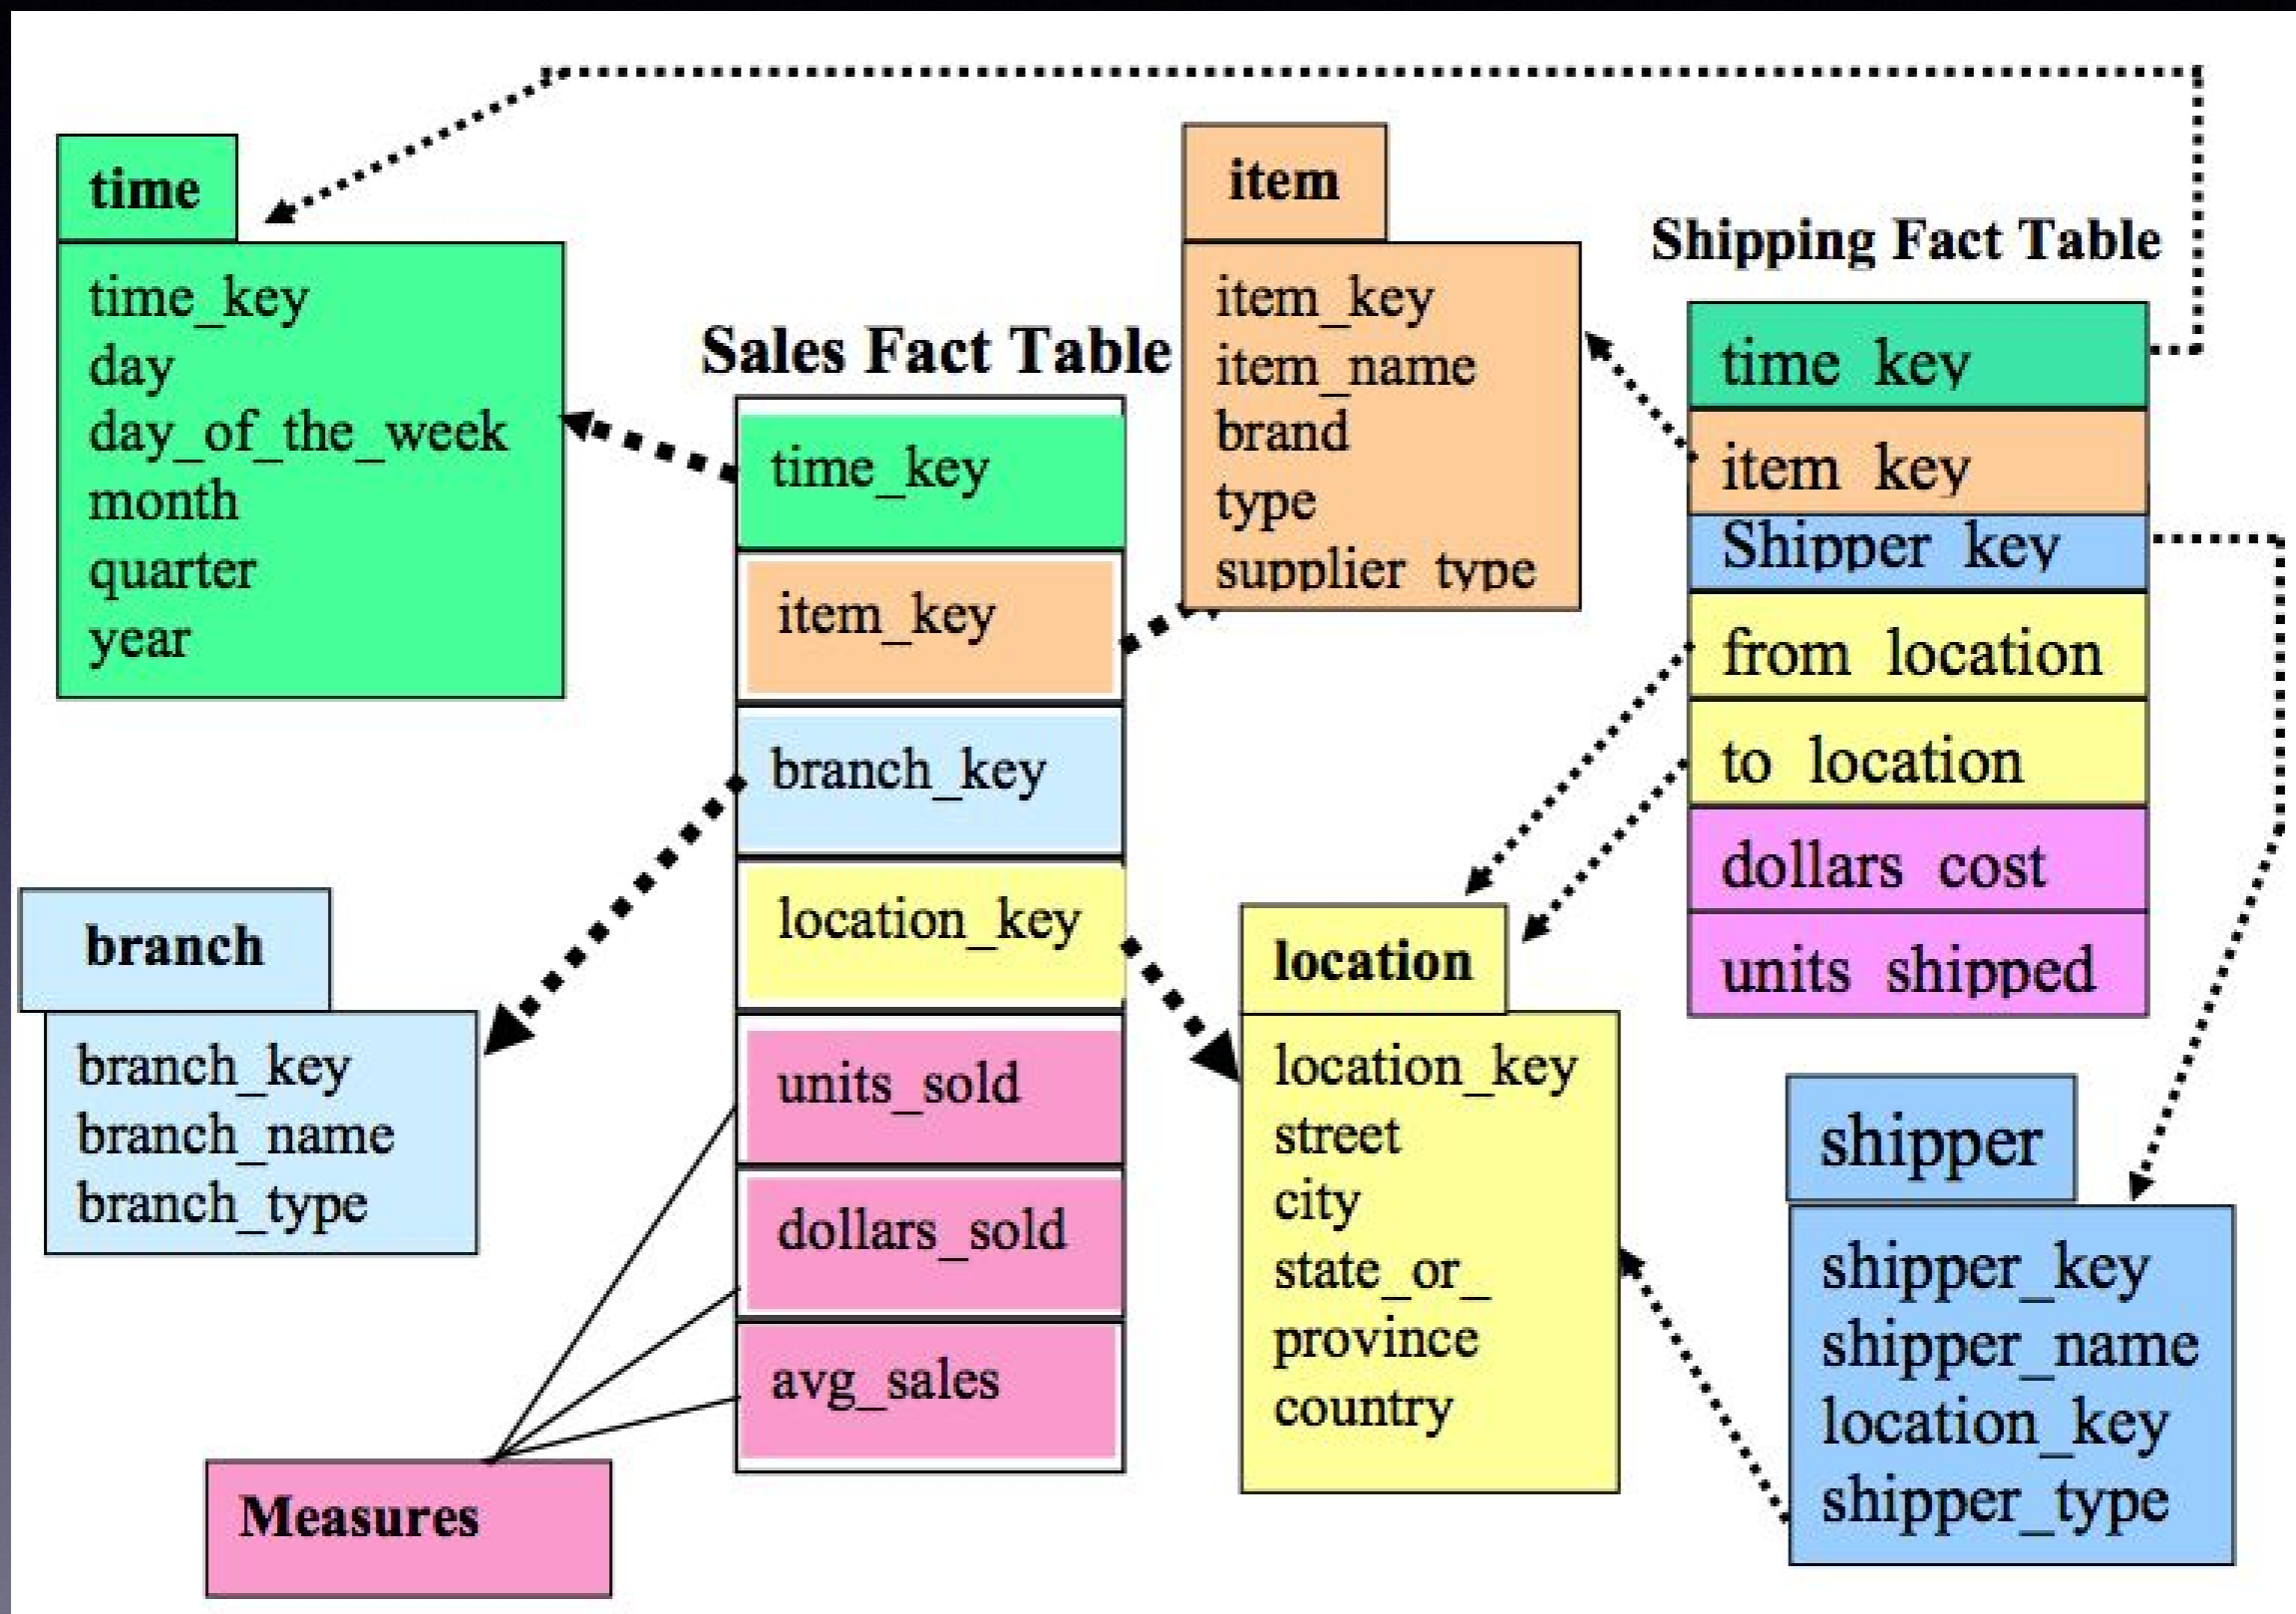 time
time_key
day
day_of_the_week
month
quarter
year
Sales Fact Table
time_key
item_key
branch_key
location_key
units_sold
dollars_sold
avg_sales
Measures
branch
branch_key
branch_name
branch_type
item
item_key
item_name
brand
type
supplier_type
location
location_key
street
city
state_or_
province
country
Shipping Fact Table
time_key
item_key
Shipper_key
from_location
to_location
dollars_cost
units_shipped
shipper
shipper_key
shipper_name
location_key
shipper_type